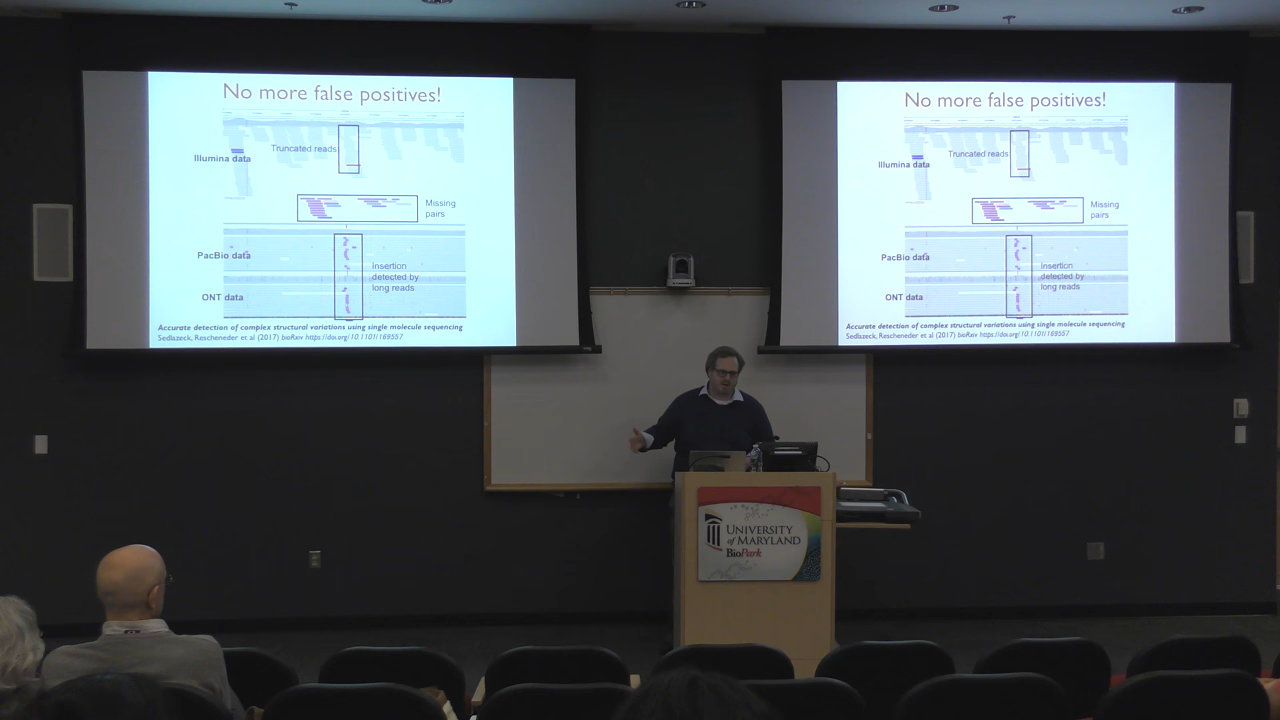 No more false positives!
Truncated reads
Illumina data
Missing
pairs
PacBio data
Insertion
detected by
long reads
ONT data
Accurate detection of complex structural variations using single molecule sequencing
Sedlazeck, Rescheneder et al (2017) bioRxiv https://doi.org/10.1101/169557
No more false positives!
Truncated reads
Illumina data
Missing
pairs
PacBio data
Insertion
detected by
long reads
ONT data
Accurate detection of complex structural variations using single molecule sequencing
Sedlazeck, Rescheneder et al (2017) bioRxiv https://doi.org/10.1101/169557
UNIVERSITY
of MARYLAND
BioPark